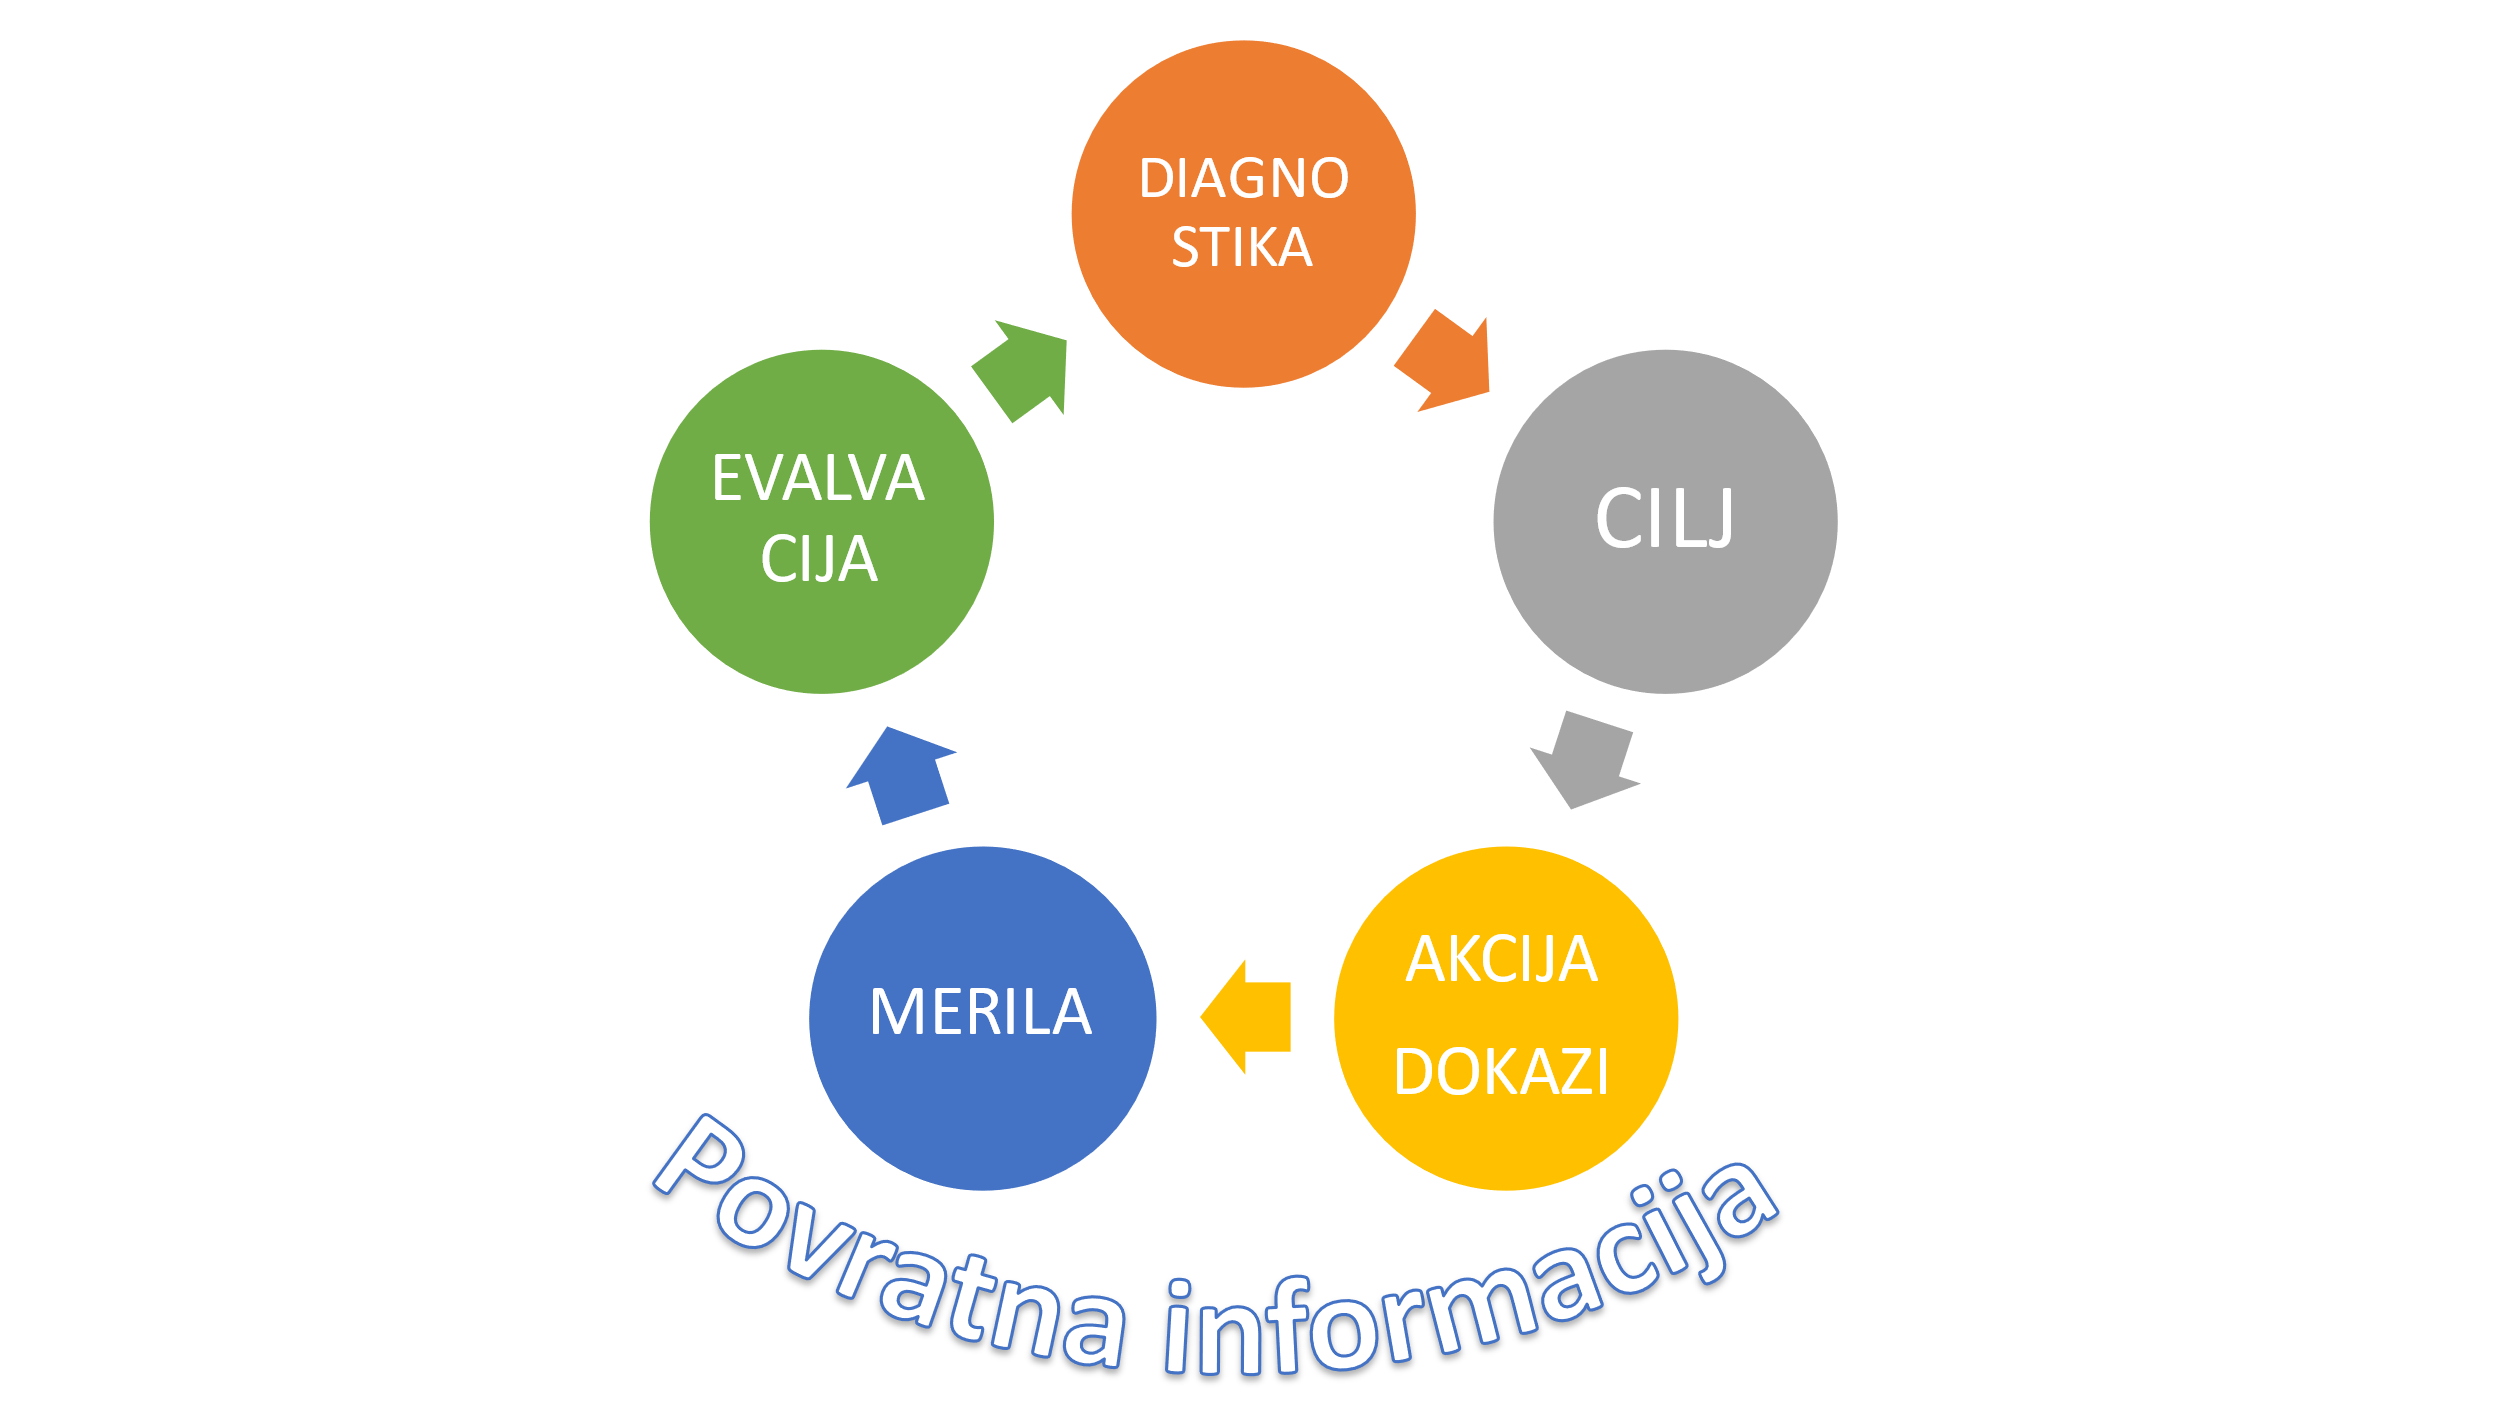 DIAGNO
STIKA
CILJ
AKCIJA
DOKAZI
MERILA
EVALVA
CIJA
Povratna informacija